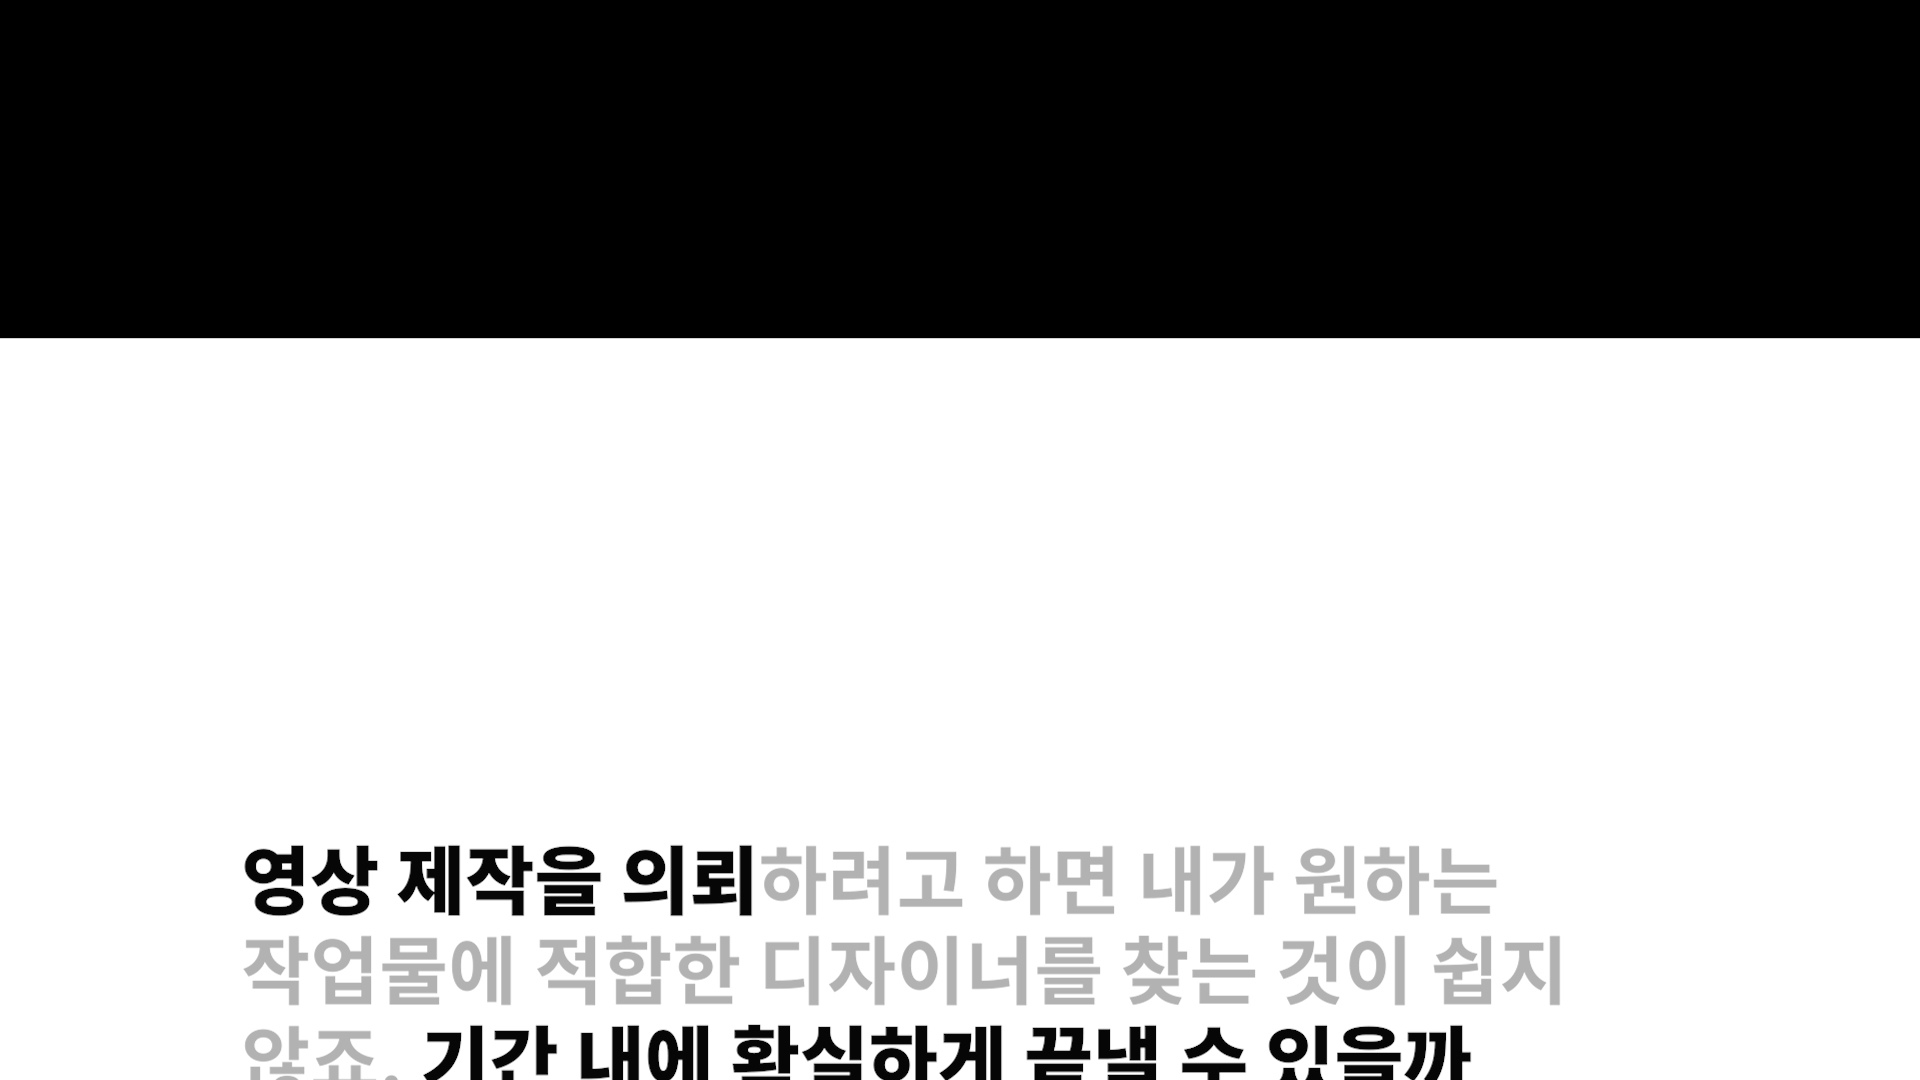 영상 제작을 의뢰하려고 하면 내가 원하는
작업물에 적합한 디자이너를 찾는 것이 쉽지
않죠. 기간 내에 확실하게 끝낼 수 있을까